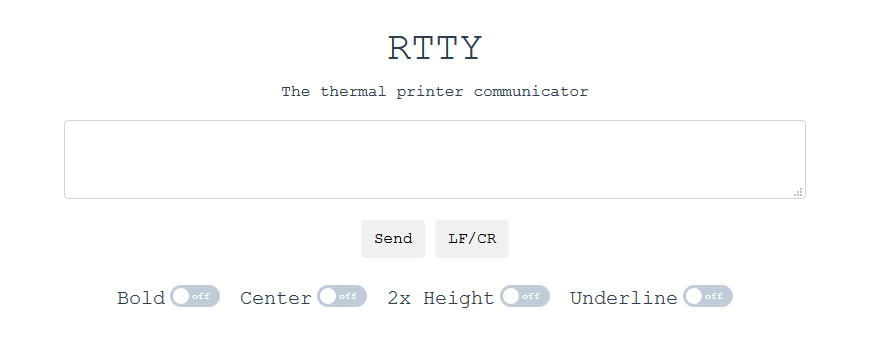 RTTY
The thermal printer communicator
Send LF/CR
Bold off Center off 2x Height off Underline off